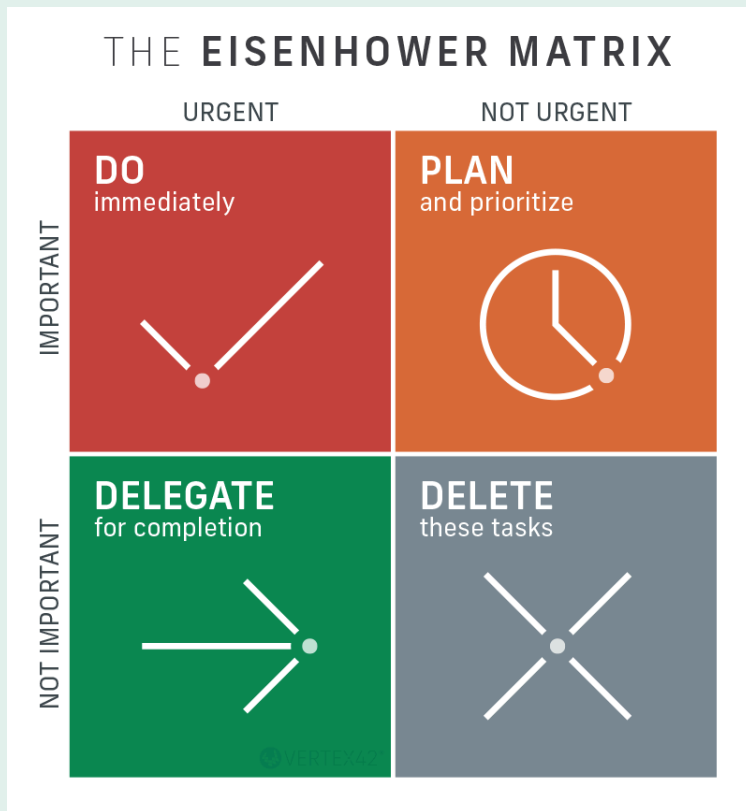 THE EISENHOWER MATRIX
URGENT
NOT URGENT
IMPORTANT
DO
immediately
PLAN
and prioritize
NOT IMPORTANT
DELEGATE
for completion
DELETE
these tasks
VERTEX42